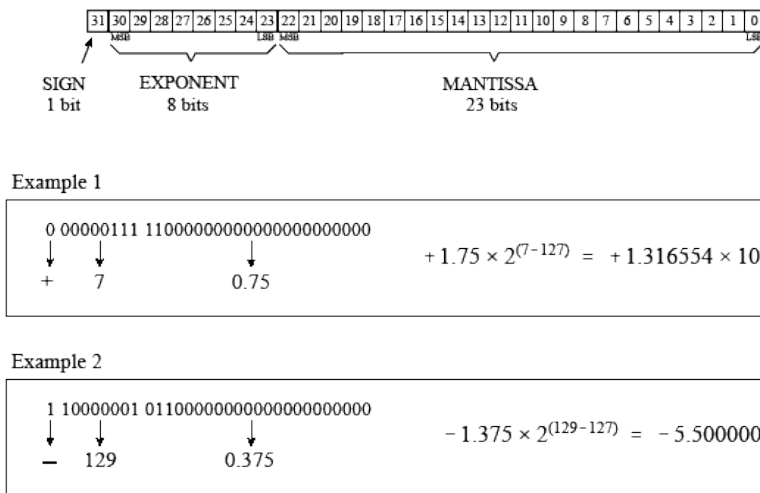 31 30 29 28 27 26 25 24 23 22 21 20 19 18 17 16 15 14 13 12 11 10 9 8 7 6 5 4 3 2 1 0
MSB LSB MSB LSB
SIGN EXPONENT MANTISSA
1 bit 8 bits 23 bits
Example 1
0 00000111 11000000000000000000000
+ 7 0.75
+ 1.75 × 2^(7 − 127) = + 1.316554 × 10
Example 2
1 10000001 01100000000000000000000
− 129 0.375
− 1.375 × 2^(129 − 127) = − 5.500000